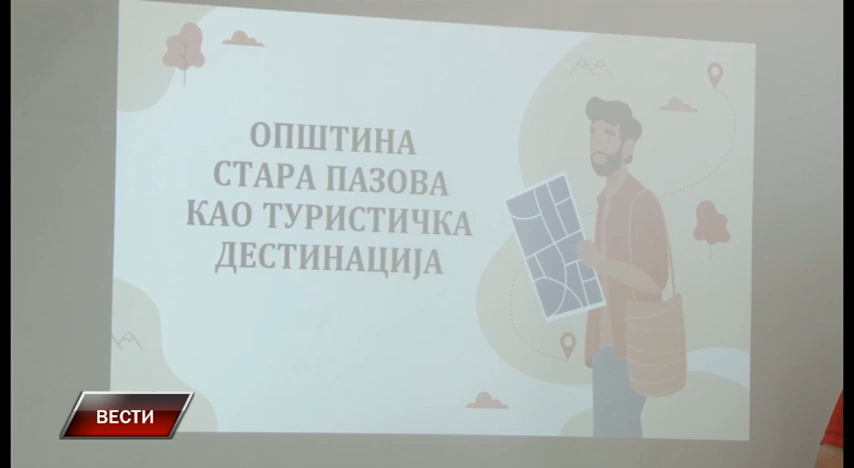 ОПШТИНА
СТАРА ПАЗОВА
КАО ТУРИСТИЧКА
ДЕСТИНАЦИЈА
ВЕСТИ